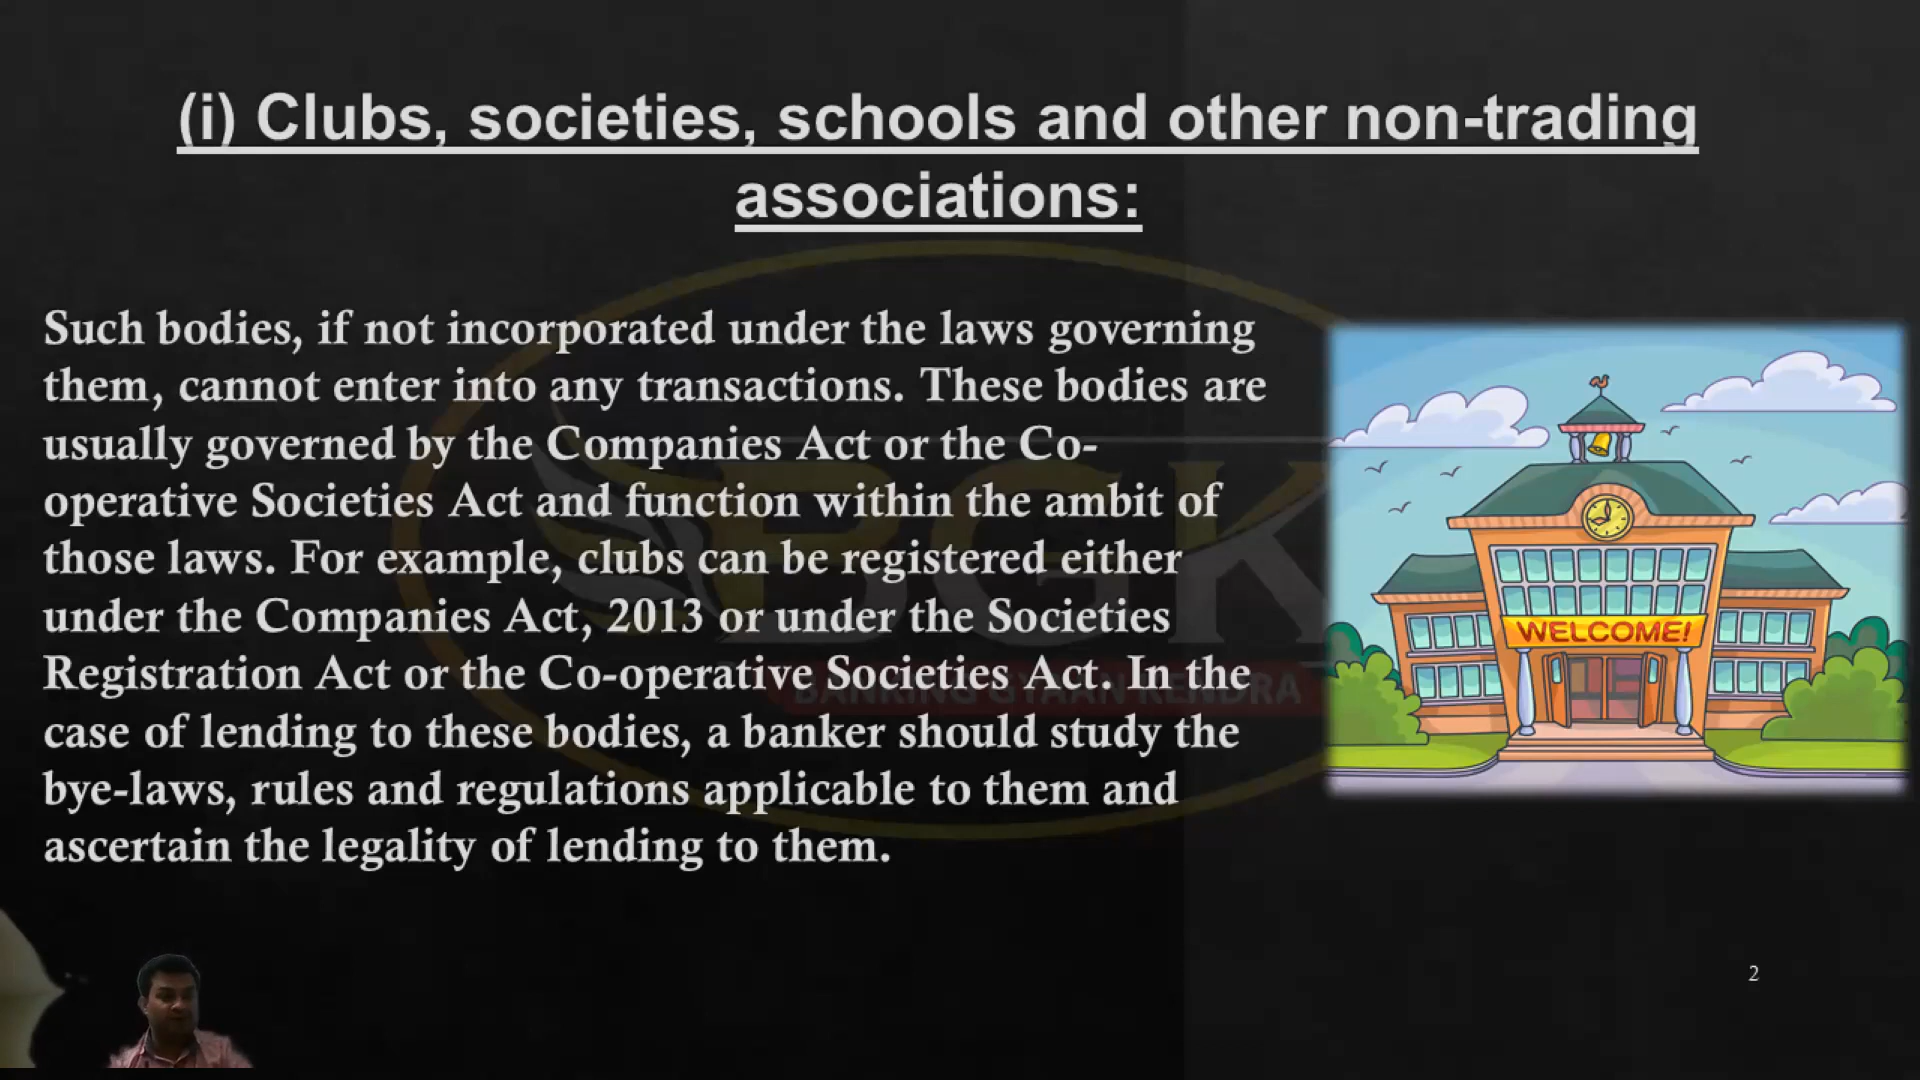 (i) Clubs, societies, schools and other non-trading
associations:
Such bodies, if not incorporated under the laws governing
them, cannot enter into any transactions. These bodies are
usually governed by the Companies Act or the Co-
operative Societies Act and function within the ambit of
those laws. For example, clubs can be registered either
under the Companies Act, 2013 or under the Societies
Registration Act or the Co-operative Societies Act. In the
case of lending to these bodies, a banker should study the
bye-laws, rules and regulations applicable to them and
ascertain the legality of lending to them.
WELCOME!
BGK
BANKING GYAAN KENDRA
2